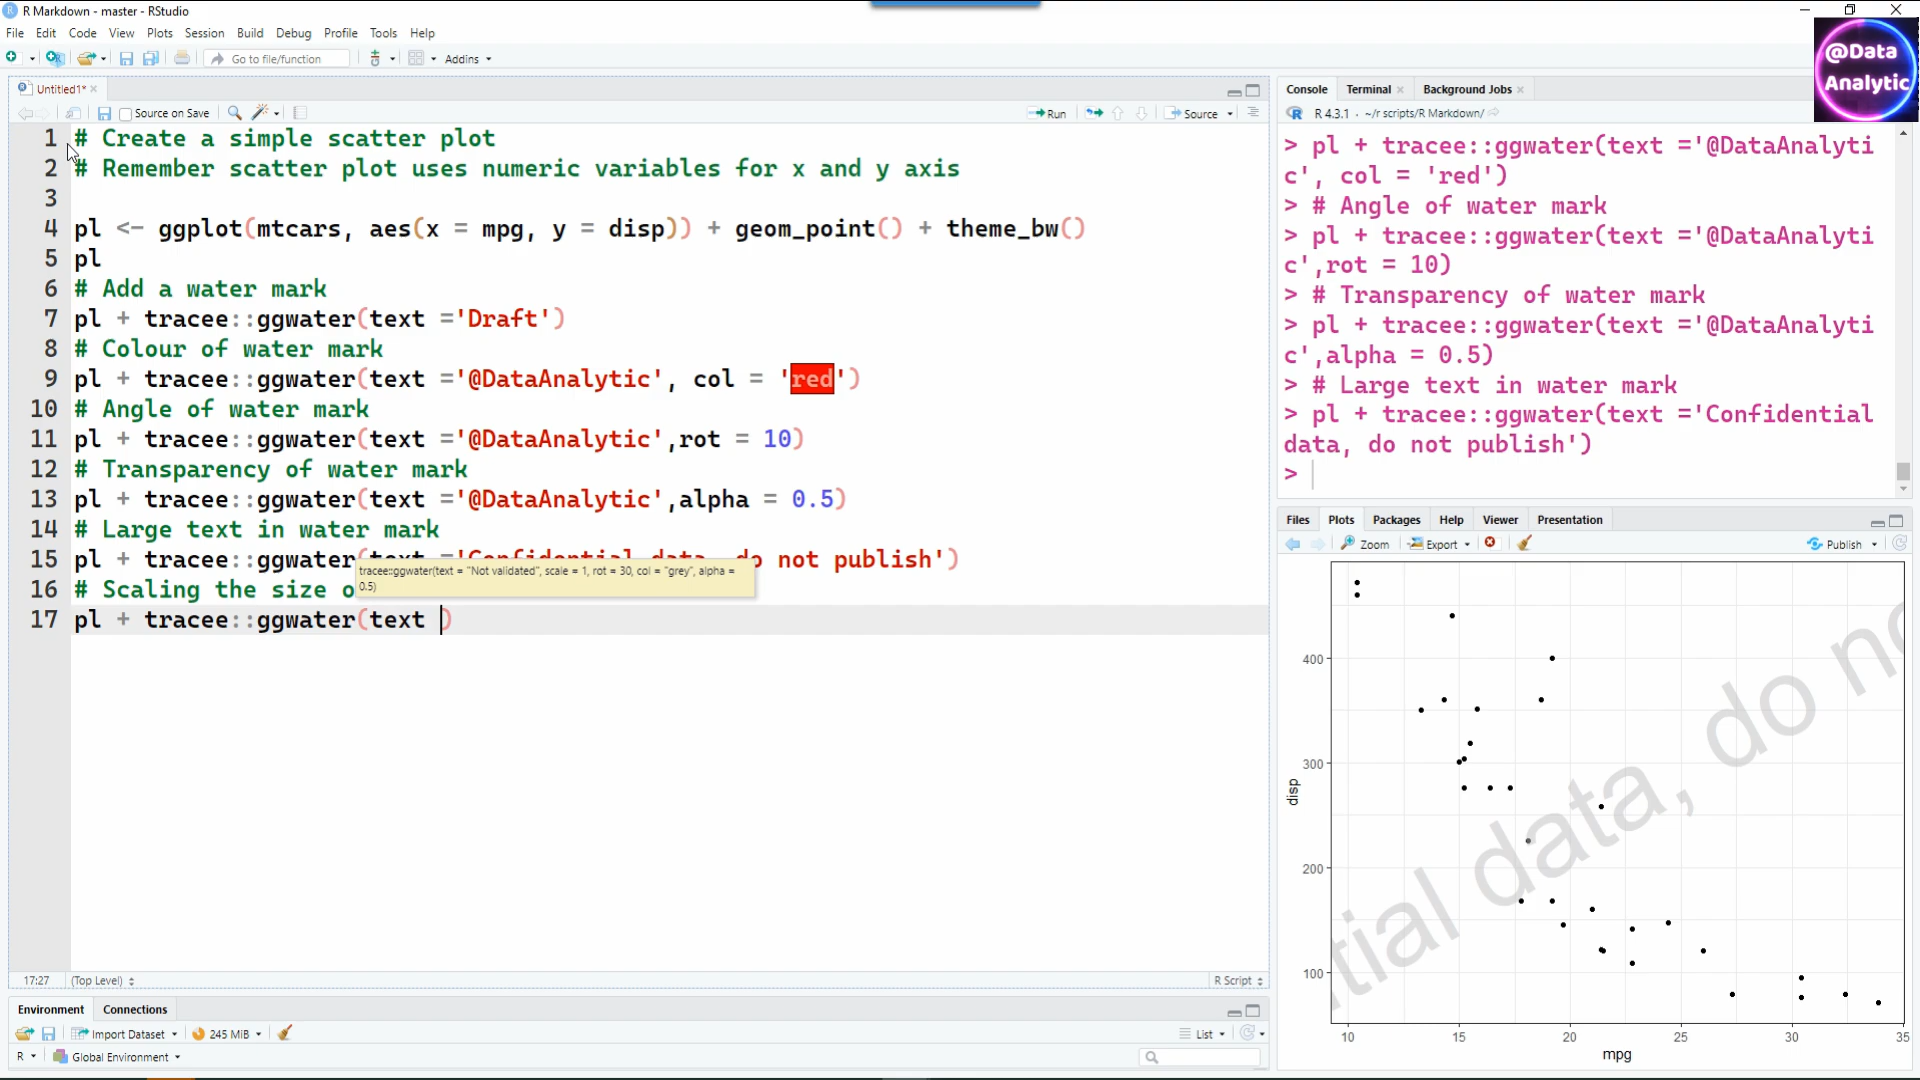 R Markdown - master - RStudio
File Edit Code View Plots Session Build Debug Profile Tools Help
Go to file/function
Addins
@Data
Analytic
Untitled1*
Source on Save
Run
Source
1 # Create a simple scatter plot
2 # Remember scatter plot uses numeric variables for x and y axis
3
4 pl <- ggplot(mtcars, aes(x = mpg, y = disp)) + geom_point() + theme_bw()
5 pl
6 # Add a water mark
7 pl + tracee::ggwater(text ='Draft')
8 # Colour of water mark
9 pl + tracee::ggwater(text ='@DataAnalytic', col = 'red')
10 # Angle of water mark
11 pl + tracee::ggwater(text ='@DataAnalytic',rot = 10)
12 # Transparency of water mark
13 pl + tracee::ggwater(text ='@DataAnalytic',alpha = 0.5)
14 # Large text in water mark
15 pl + tracee::ggwater(text ='Confidential data, do not publish')
tracee::ggwater(text = "Not validated", scale = 1, rot = 30, col = "grey", alpha =
0.5)
16 # Scaling the size o
17 pl + tracee::ggwater(text )
17:27 (Top Level) R Script
Environment Connections
Import Dataset 245 MiB List
R Global Environment
Console Terminal Background Jobs
R 4.3.1 · ~/r scripts/R Markdown/
> pl + tracee::ggwater(text ='@DataAnalyti
c', col = 'red')
> # Angle of water mark
> pl + tracee::ggwater(text ='@DataAnalyti
c',rot = 10)
> # Transparency of water mark
> pl + tracee::ggwater(text ='@DataAnalyti
c',alpha = 0.5)
> # Large text in water mark
> pl + tracee::ggwater(text ='Confidential
data, do not publish')
>
Files Plots Packages Help Viewer Presentation
Zoom Export Publish
400
300
200
100
disp
tial data, do no
10 15 20 25 30 35
mpg